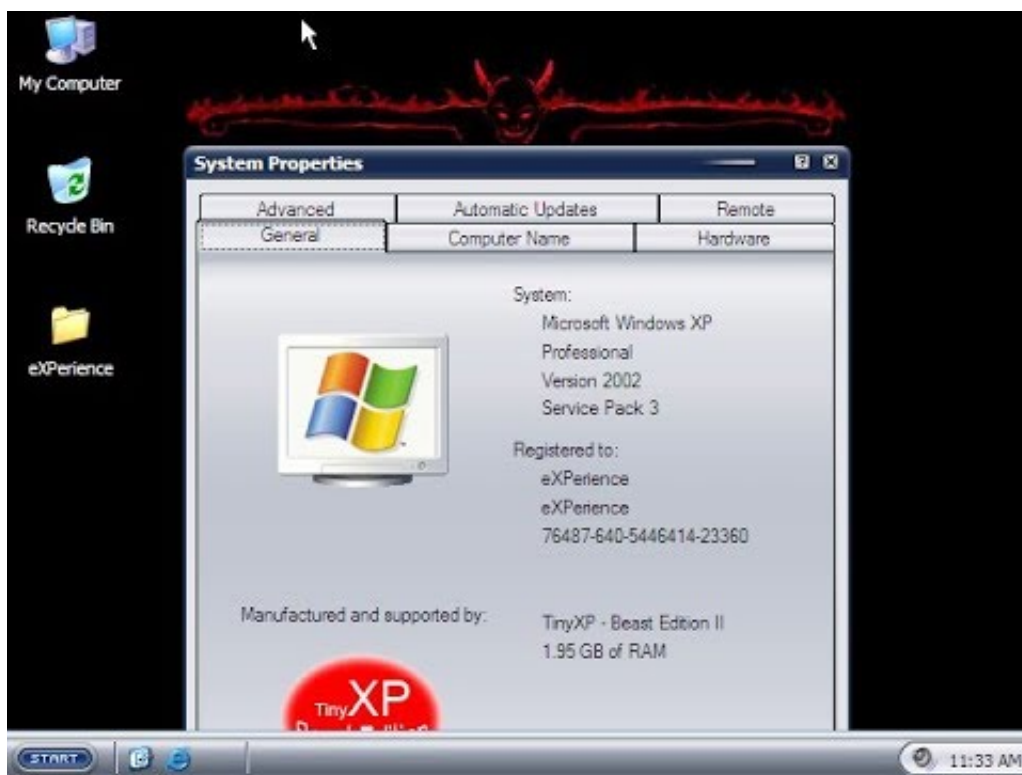 My Computer
Recycle Bin
eXPerience
System Properties
Advanced Automatic Updates Remote
General Computer Name Hardware
System:
Microsoft Windows XP
Professional
Version 2002
Service Pack 3
Registered to:
eXPerience
eXPerience
76487-640-5446414-23360
Manufactured and supported by:
TinyXP - Beast Edition II
1.95 GB of RAM
Tiny XP
START
11:33 AM